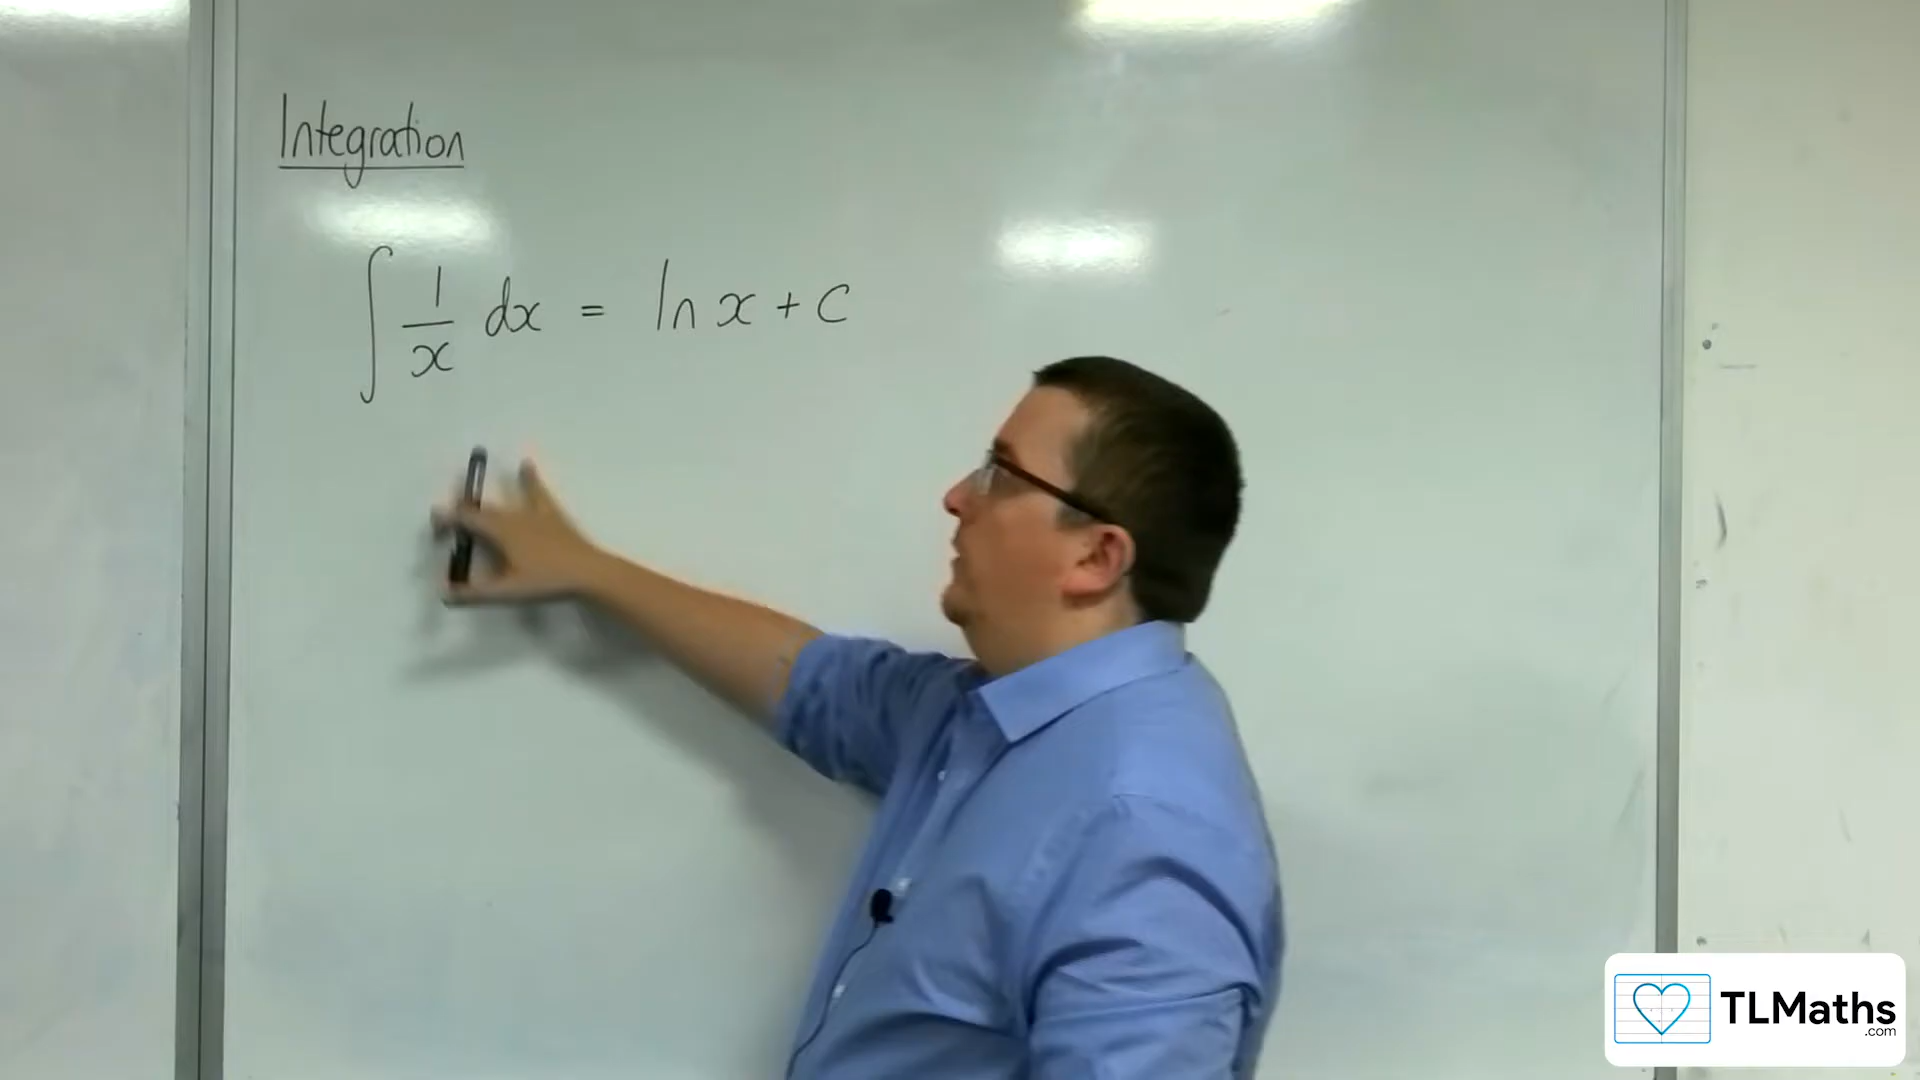 Integration
∫ 1/x dx = ln x + c
TLMaths
.com